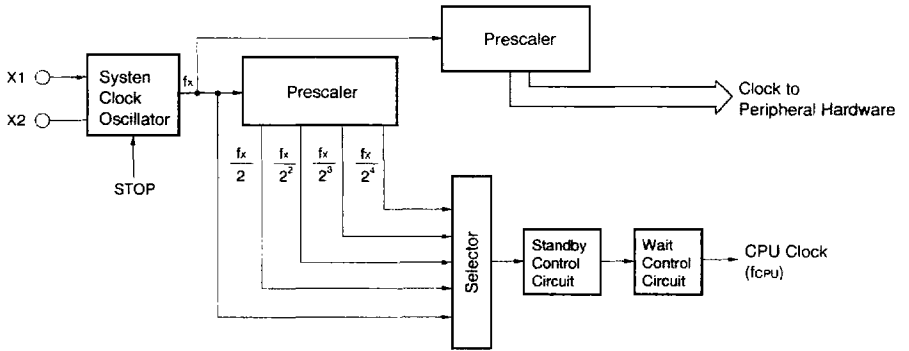 Prescaler
X1
X2
Systen
Clock
Oscillator
fx
Prescaler
Clock to
Peripheral Hardware
STOP
fx
2
fx
2²
fx
2³
fx
2⁴
Selector
Standby
Control
Circuit
Wait
Control
Circuit
CPU Clock
(fCPU)